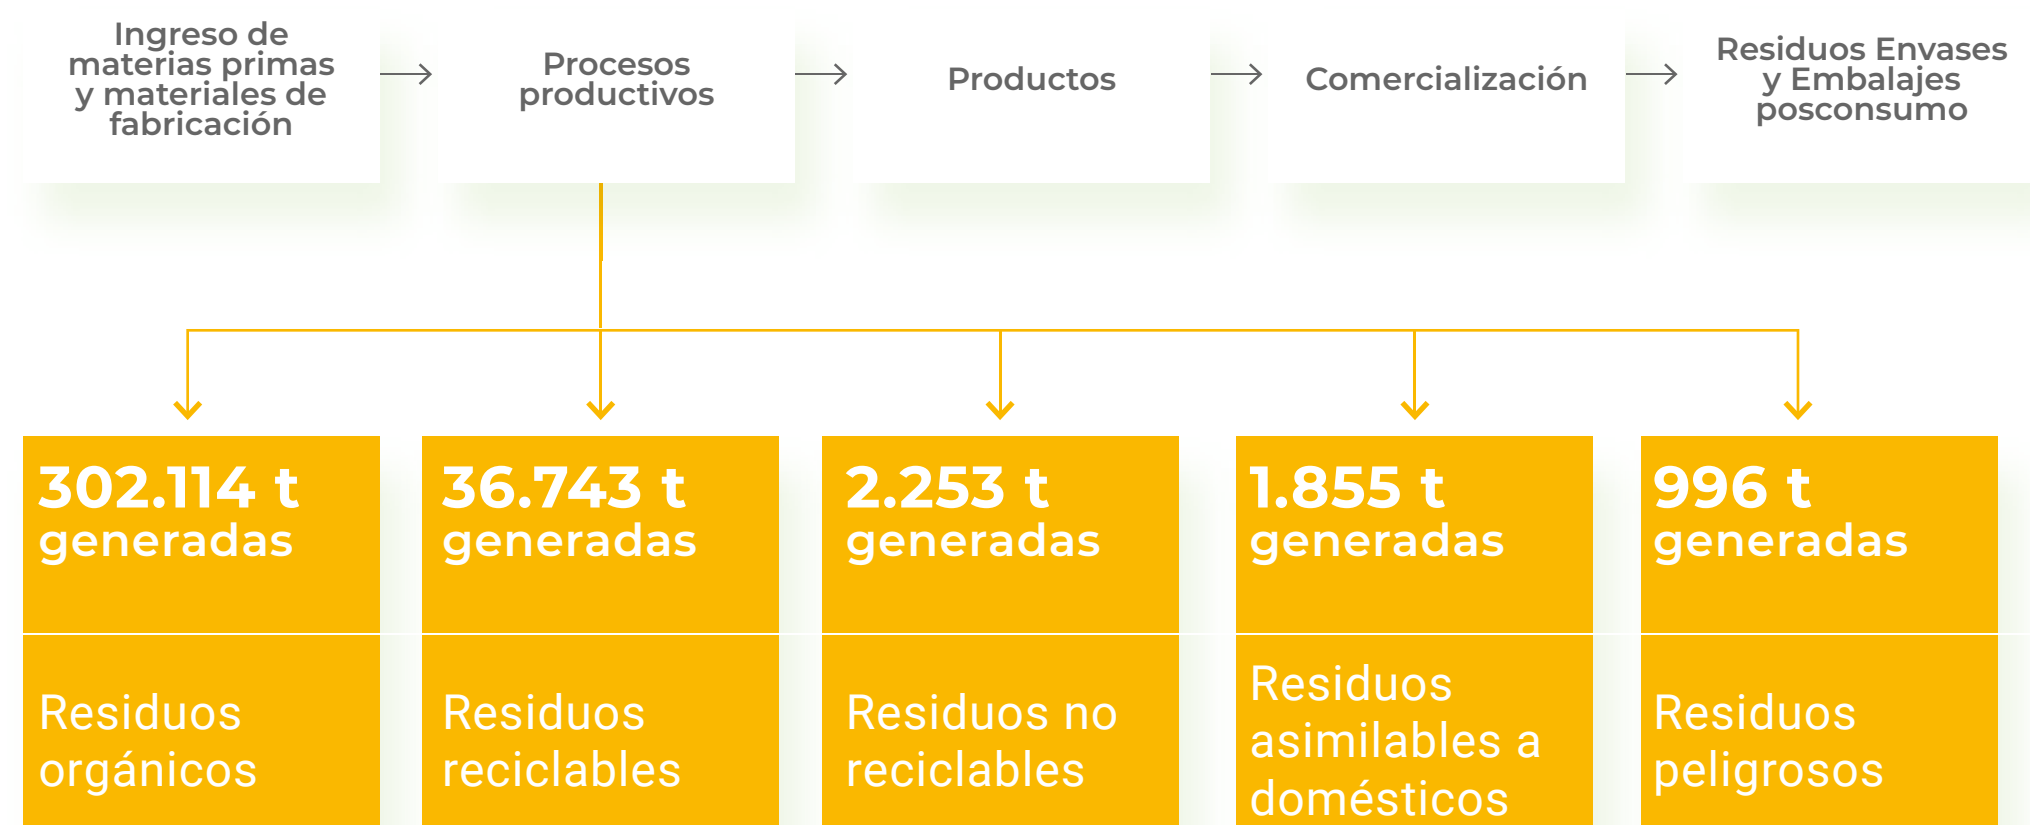 Ingreso de
materias primas
y materiales de
fabricación
Procesos
productivos
Productos
Comercialización
Residuos Envases
y Embalajes
posconsumo
302.114 t
generadas
Residuos
orgánicos
36.743 t
generadas
Residuos
reciclables
2.253 t
generadas
Residuos no
reciclables
1.855 t
generadas
Residuos
asimilables a
domésticos
996 t
generadas
Residuos
peligrosos